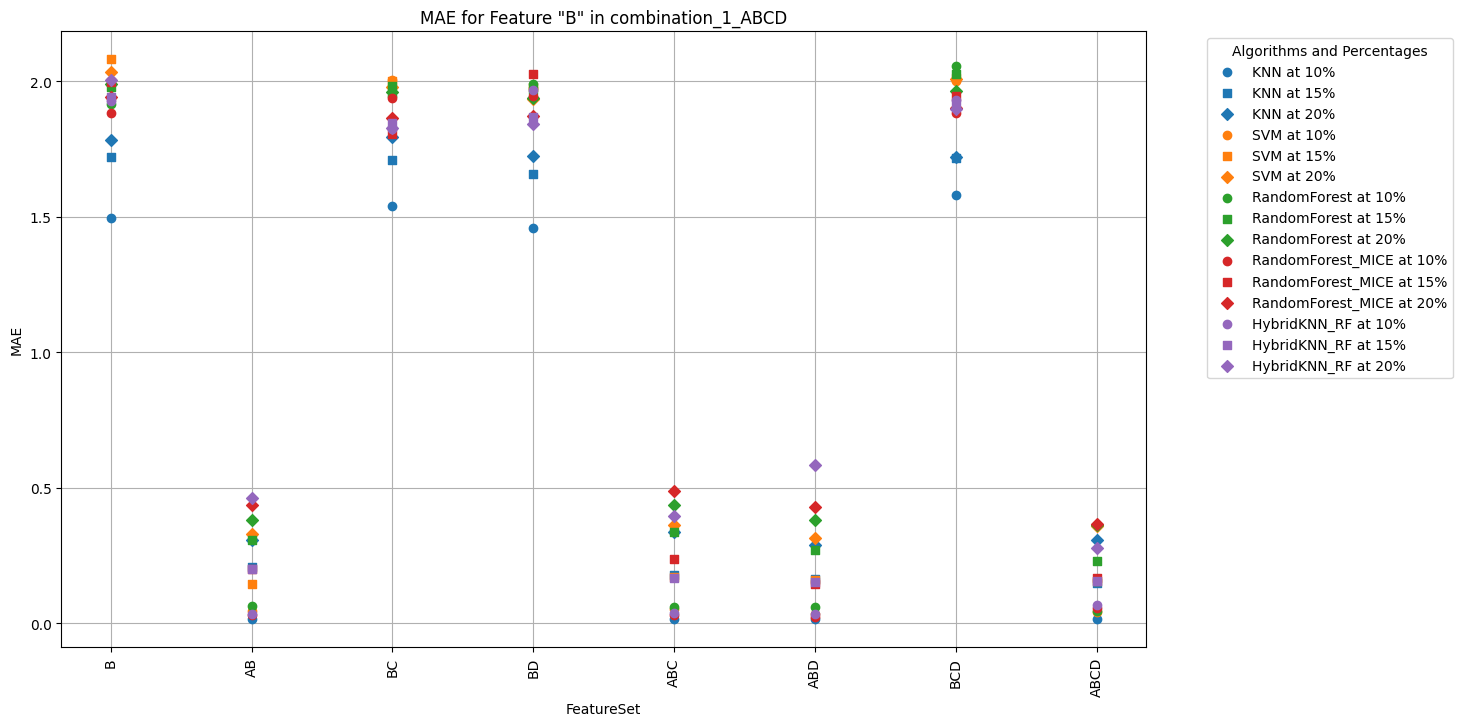 MAE for Feature "B" in combination_1_ABCD
MAE
2.0
1.5
1.0
0.5
0.0
B
AB
BC
BD
ABC
ABD
BCD
ABCD
FeatureSet
Algorithms and Percentages
KNN at 10%
KNN at 15%
KNN at 20%
SVM at 10%
SVM at 15%
SVM at 20%
RandomForest at 10%
RandomForest at 15%
RandomForest at 20%
RandomForest_MICE at 10%
RandomForest_MICE at 15%
RandomForest_MICE at 20%
HybridKNN_RF at 10%
HybridKNN_RF at 15%
HybridKNN_RF at 20%